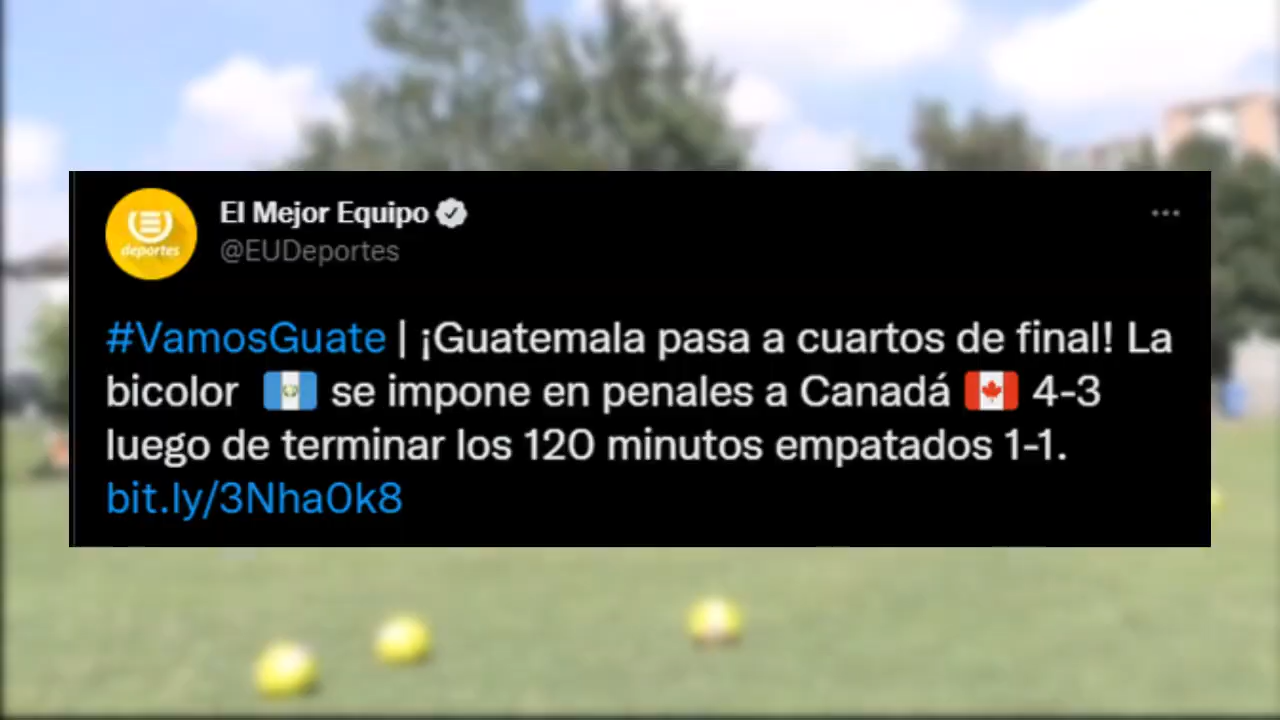 El Mejor Equipo
@EUDeportes
deportes
#VamosGuate | ¡Guatemala pasa a cuartos de final! La
bicolor 🇬🇹 se impone en penales a Canadá 🇨🇦 4-3
luego de terminar los 120 minutos empatados 1-1.
bit.ly/3Nha0k8